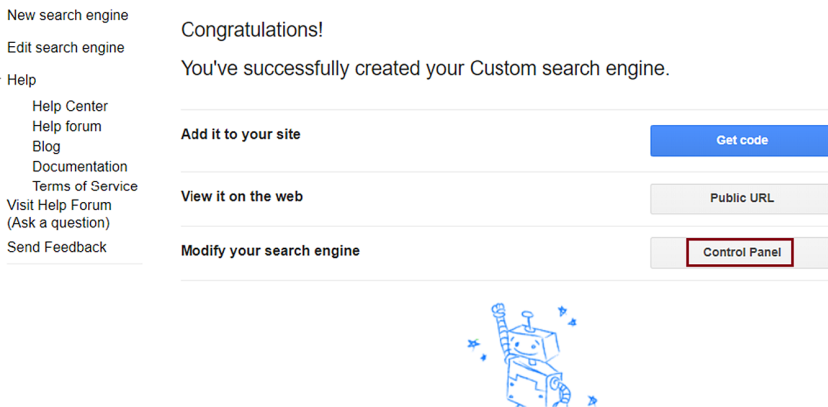 New search engine
Edit search engine
Help
Help Center
Help forum
Blog
Documentation
Terms of Service
Visit Help Forum
(Ask a question)
Send Feedback
Congratulations!
You've successfully created your Custom search engine.
Add it to your site
Get code
View it on the web
Public URL
Modify your search engine
Control Panel